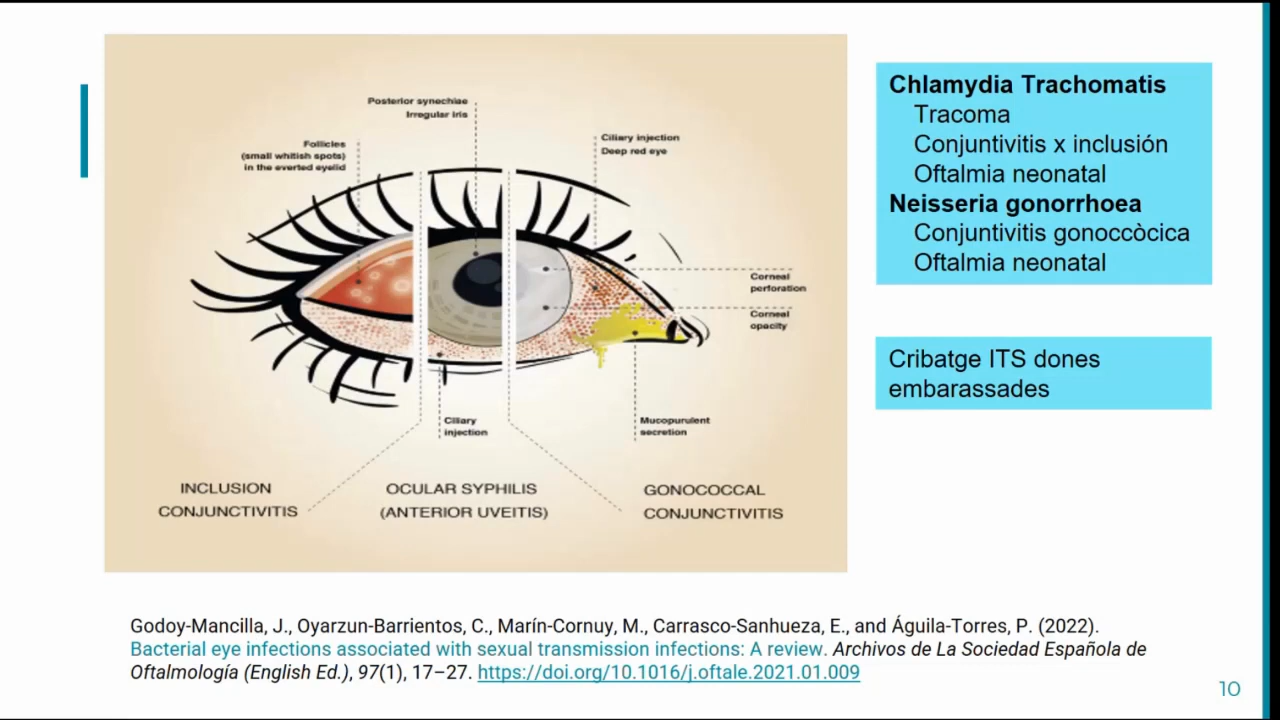 Posterior synechiae
Irregular iris
Follicles
(small whitish spots)
in the everted eyelid
Ciliary injection
Deep red eye
Corneal
perforation
Corneal
opacity
Ciliary
injection
Mucopurulent
secretion
INCLUSION
CONJUNCTIVITIS
OCULAR SYPHILIS
(ANTERIOR UVEITIS)
GONOCOCCAL
CONJUNCTIVITIS
Chlamydia Trachomatis
Tracoma
Conjuntivitis x inclusión
Oftalmia neonatal
Neisseria gonorrhoea
Conjuntivitis gonoccòcica
Oftalmia neonatal
Cribatge ITS dones
embarassades
Godoy-Mancilla, J., Oyarzun-Barrientos, C., Marín-Cornuy, M., Carrasco-Sanhueza, E., and Águila-Torres, P. (2022).
Bacterial eye infections associated with sexual transmission infections: A review. Archivos de La Sociedad Española de
Oftalmología (English Ed.), 97(1), 17–27. https://doi.org/10.1016/j.oftale.2021.01.009
10